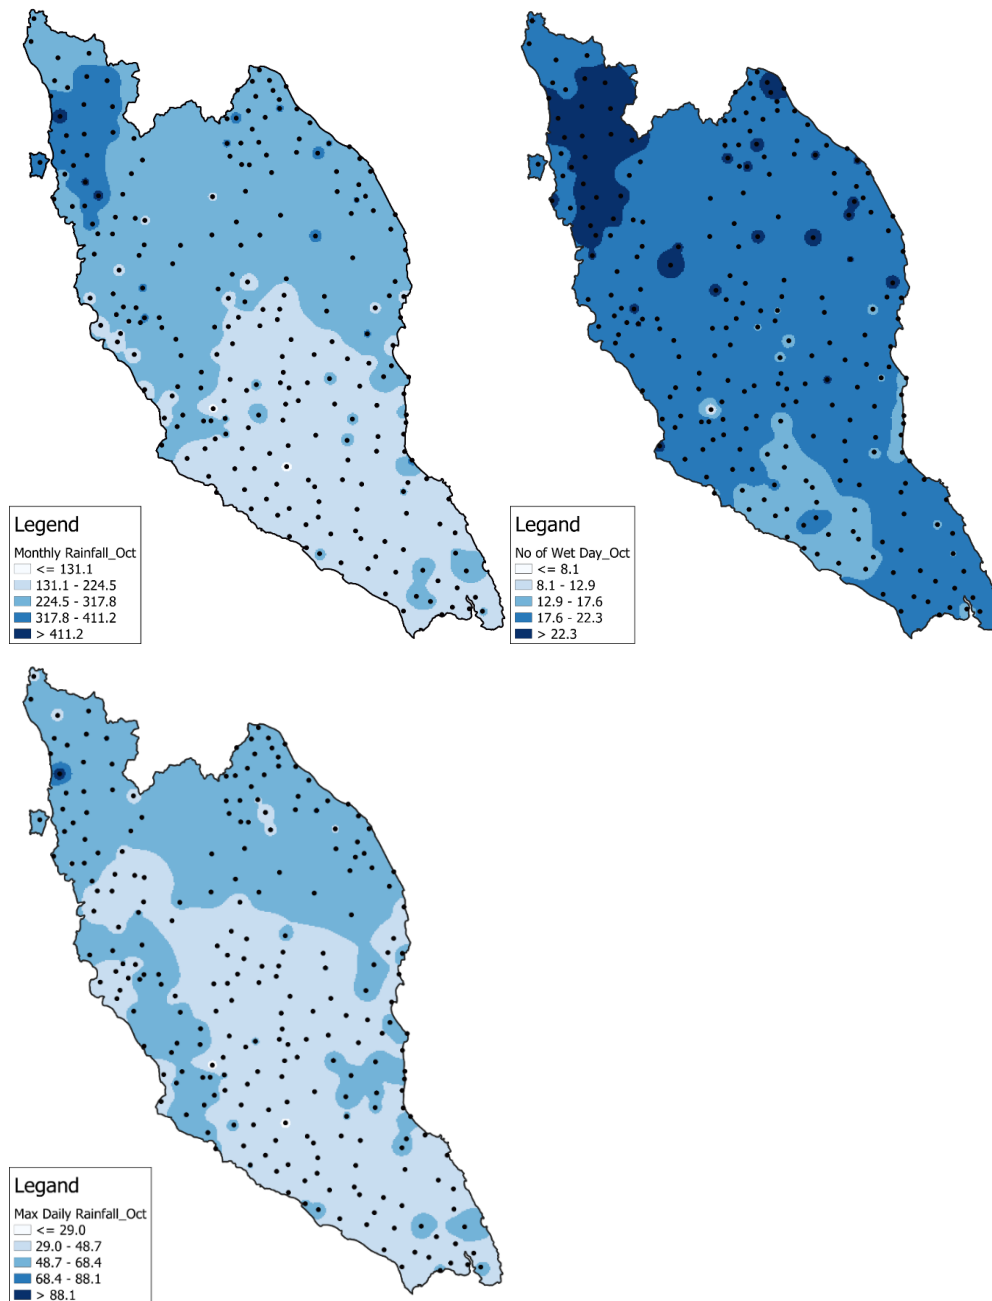 Legend
Monthly Rainfall_Oct
<= 131.1
131.1 - 224.5
224.5 - 317.8
317.8 - 411.2
> 411.2
Legand
No of Wet Day_Oct
<= 8.1
8.1 - 12.9
12.9 - 17.6
17.6 - 22.3
> 22.3
Legand
Max Daily Rainfall_Oct
<= 29.0
29.0 - 48.7
48.7 - 68.4
68.4 - 88.1
> 88.1